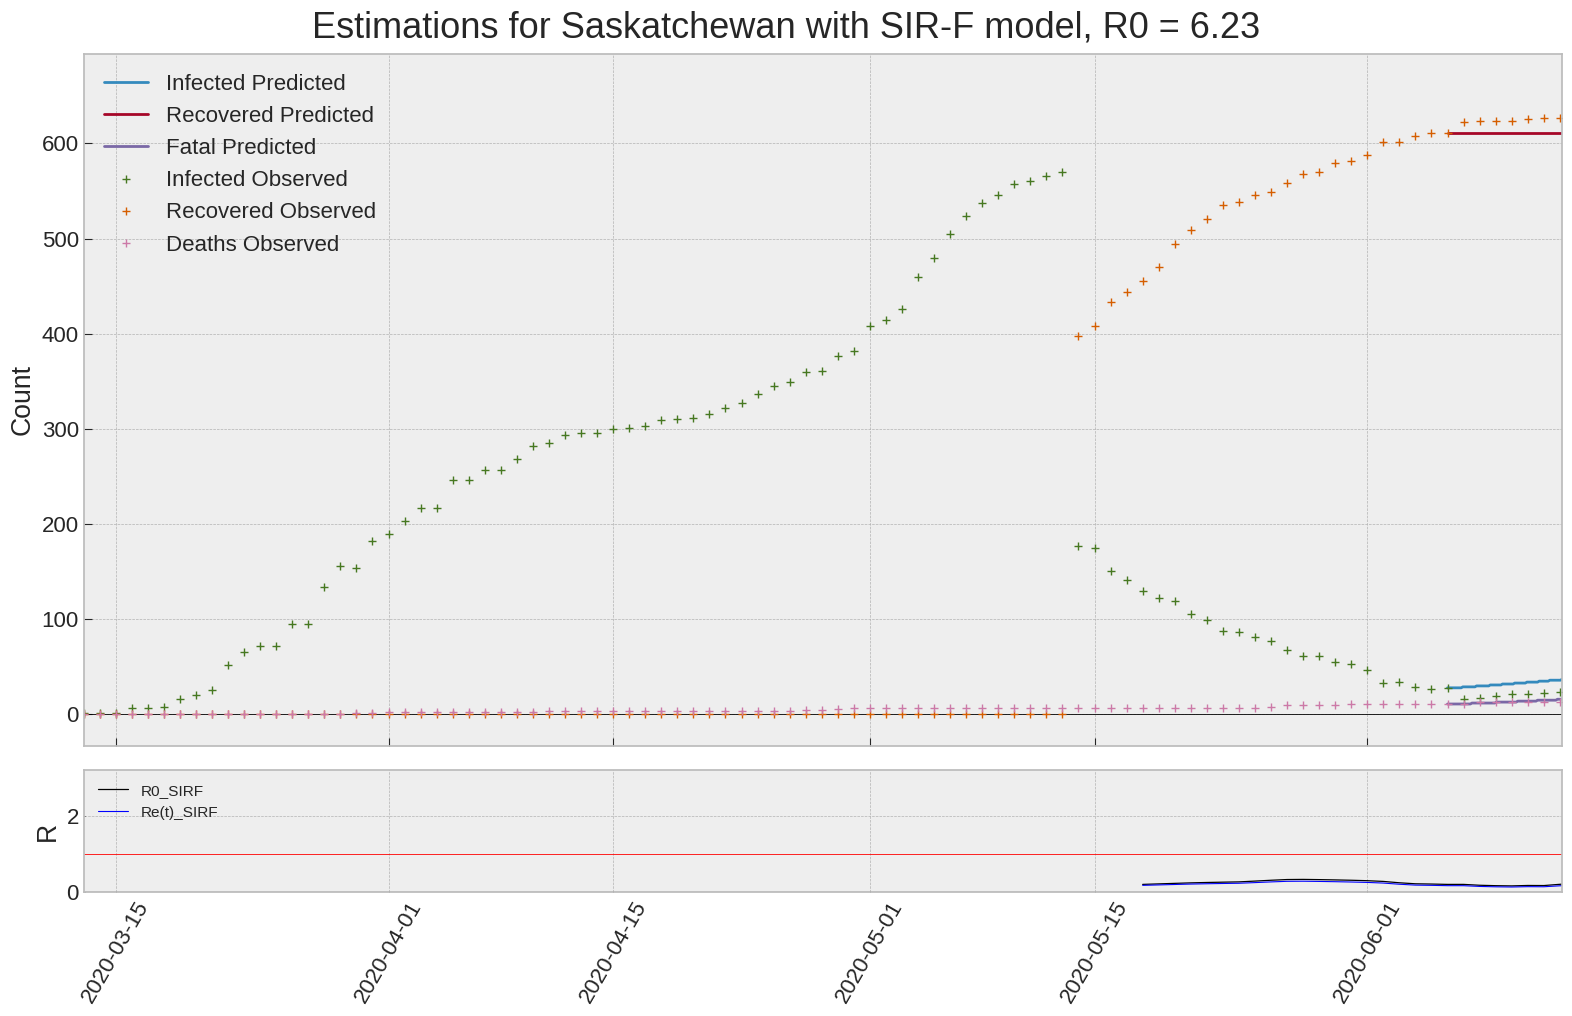 Estimations for Saskatchewan with SIR-F model, R0 = 6.23
Infected Predicted
Recovered Predicted
Fatal Predicted
Infected Observed
Recovered Observed
Deaths Observed
600
500
400
300
200
100
0
Count
R0_SIRF
Re(t)_SIRF
2
0
R
2020-03-15
2020-04-01
2020-04-15
2020-05-01
2020-05-15
2020-06-01